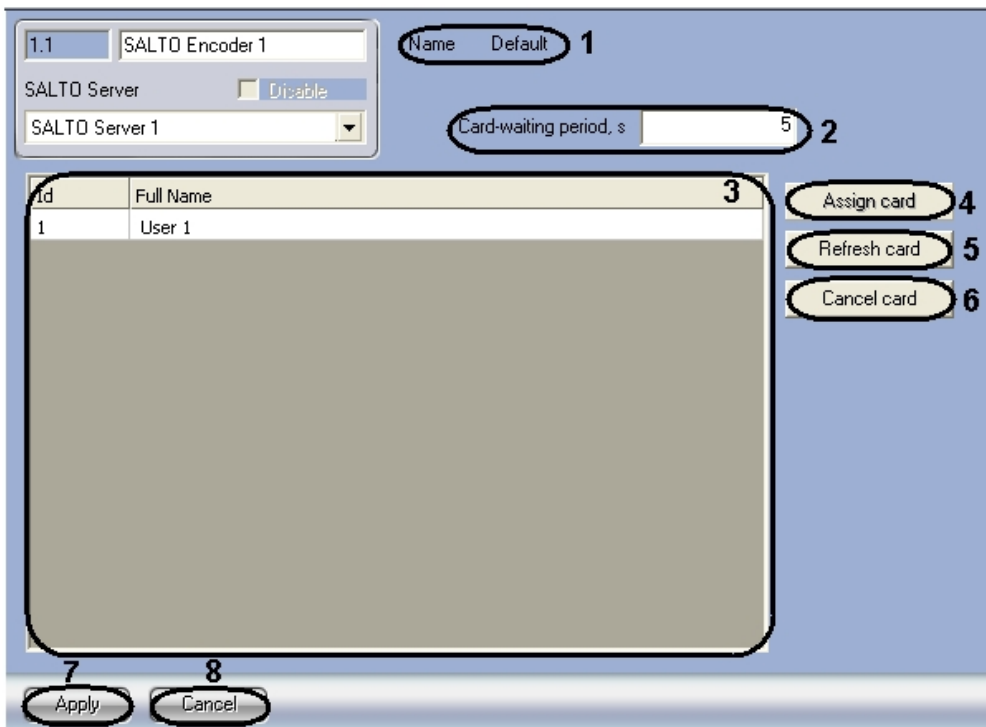 1.1 SALTO Encoder 1
Name Default 1
SALTO Server Disable
SALTO Server 1
Card-waiting period, s 5 2
Id Full Name 3
1 User 1
Assign card 4
Refresh card 5
Cancel card 6
7 8
Apply Cancel